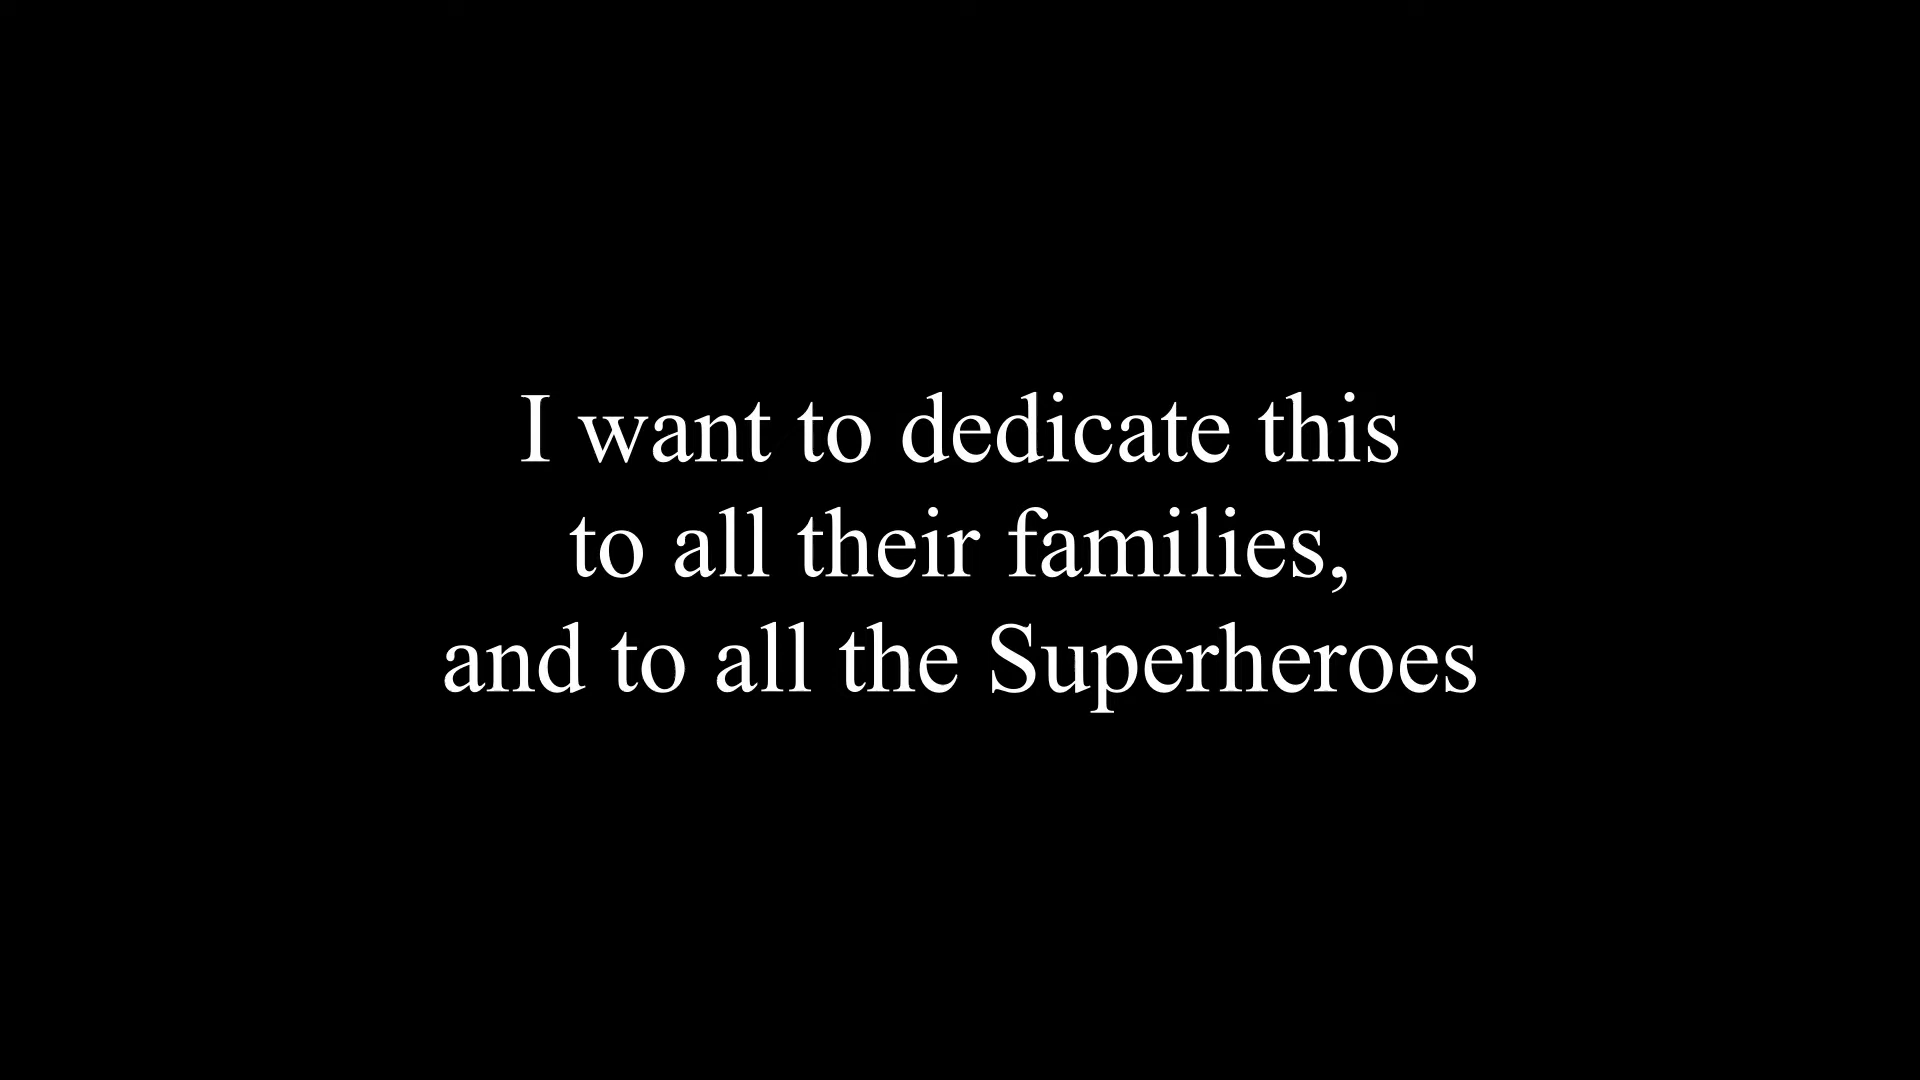 I want to dedicate this
to all their families,
and to all the Superheroes